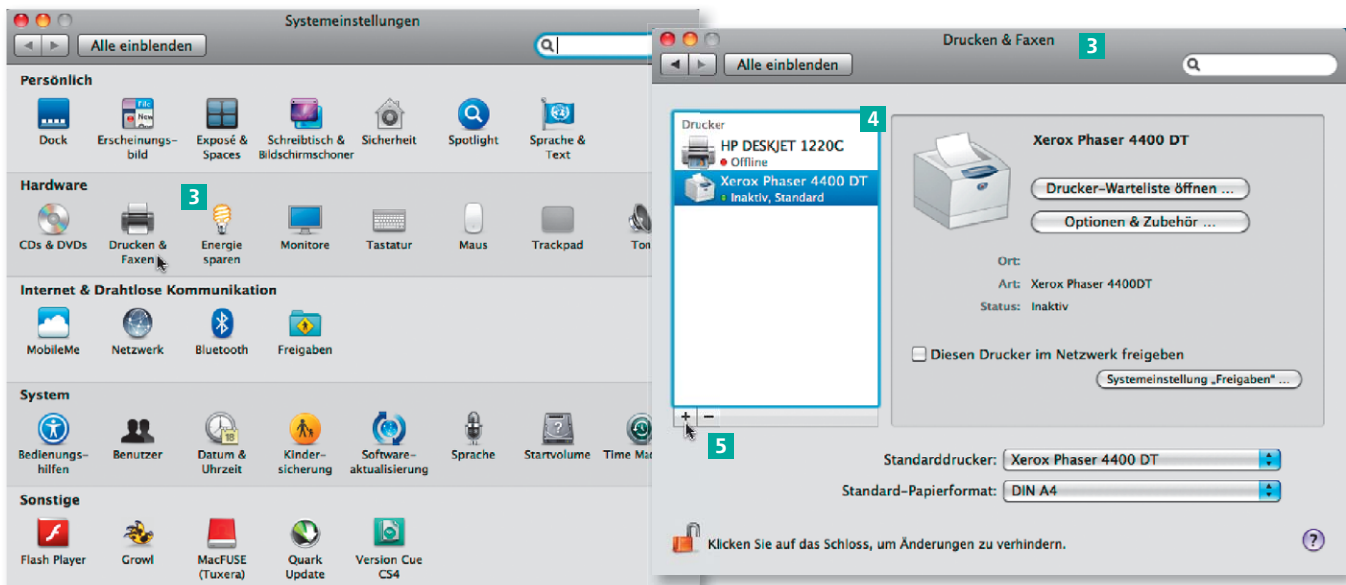 Systemeinstellungen
Alle einblenden
Persönlich
Dock
Erscheinungs-
bild
Exposé &
Spaces
Schreibtisch &
Bildschirmschoner
Sicherheit
Spotlight
Sprache &
Text
Hardware
3
CDs & DVDs
Drucken &
Faxen
Energie
sparen
Monitore
Tastatur
Maus
Trackpad
Internet & Drahtlose Kommunikation
MobileMe
Netzwerk
Bluetooth
Freigaben
System
Bedienungs-
hilfen
Benutzer
Datum &
Uhrzeit
Kinder-
sicherung
Software-
aktualisierung
Sprache
Startvolume
Time
Sonstige
Flash Player
Growl
MacFUSE
(Tuxera)
Quark
Update
Version Cue
CS4
Drucken & Faxen
3
Alle einblenden
Drucker
4
HP DESKJET 1220C
Offline
Xerox Phaser 4400 DT
Inaktiv, Standard
+ −
5
Xerox Phaser 4400 DT
Drucker-Warteliste öffnen ...
Optionen & Zubehör ...
Ort:
Art: Xerox Phaser 4400DT
Status: Inaktiv
Diesen Drucker im Netzwerk freigeben
Systemeinstellung „Freigaben“ ...
Standarddrucker: Xerox Phaser 4400 DT
Standard-Papierformat: DIN A4
Klicken Sie auf das Schloss, um Änderungen zu verhindern.
?